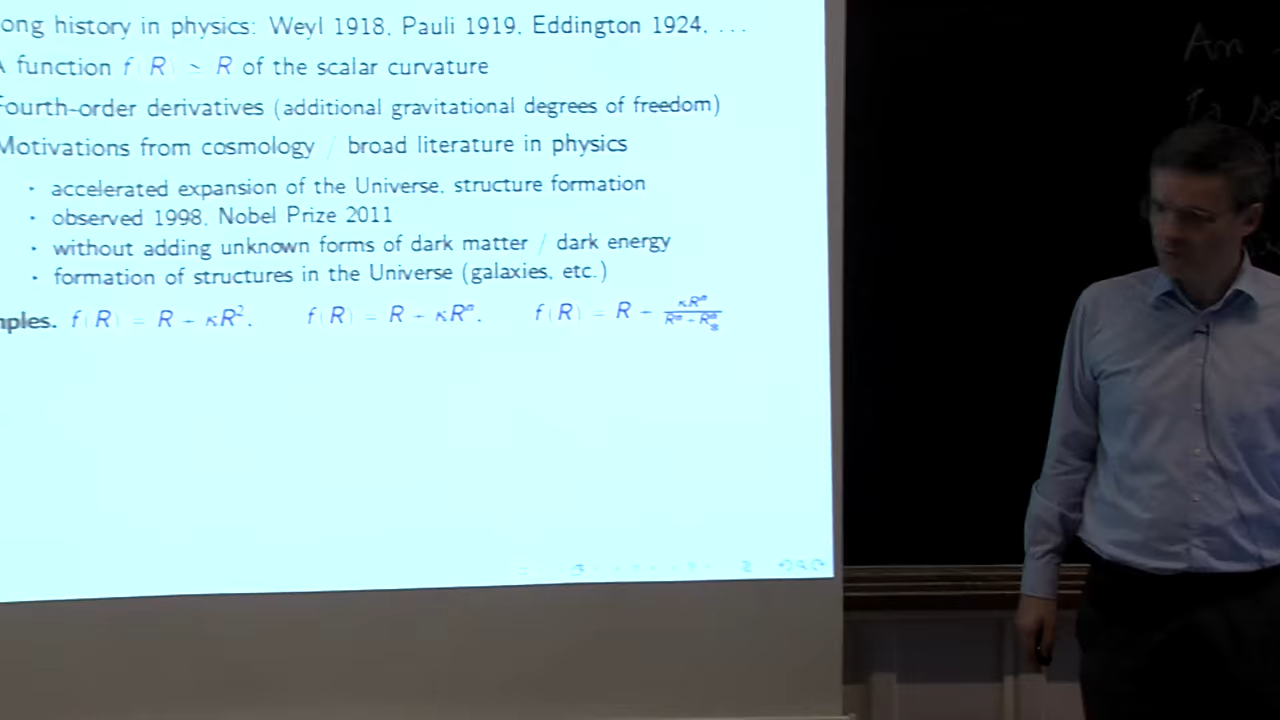 ong history in physics: Weyl 1918, Pauli 1919, Eddington 1924, ...
A function f(R) ≃ R of the scalar curvature
Fourth-order derivatives (additional gravitational degrees of freedom)
Motivations from cosmology / broad literature in physics
· accelerated expansion of the Universe, structure formation
· observed 1998, Nobel Prize 2011
· without adding unknown forms of dark matter / dark energy
· formation of structures in the Universe (galaxies, etc.)
mples. f(R) = R − κR², f(R) = R − κRⁿ,
An